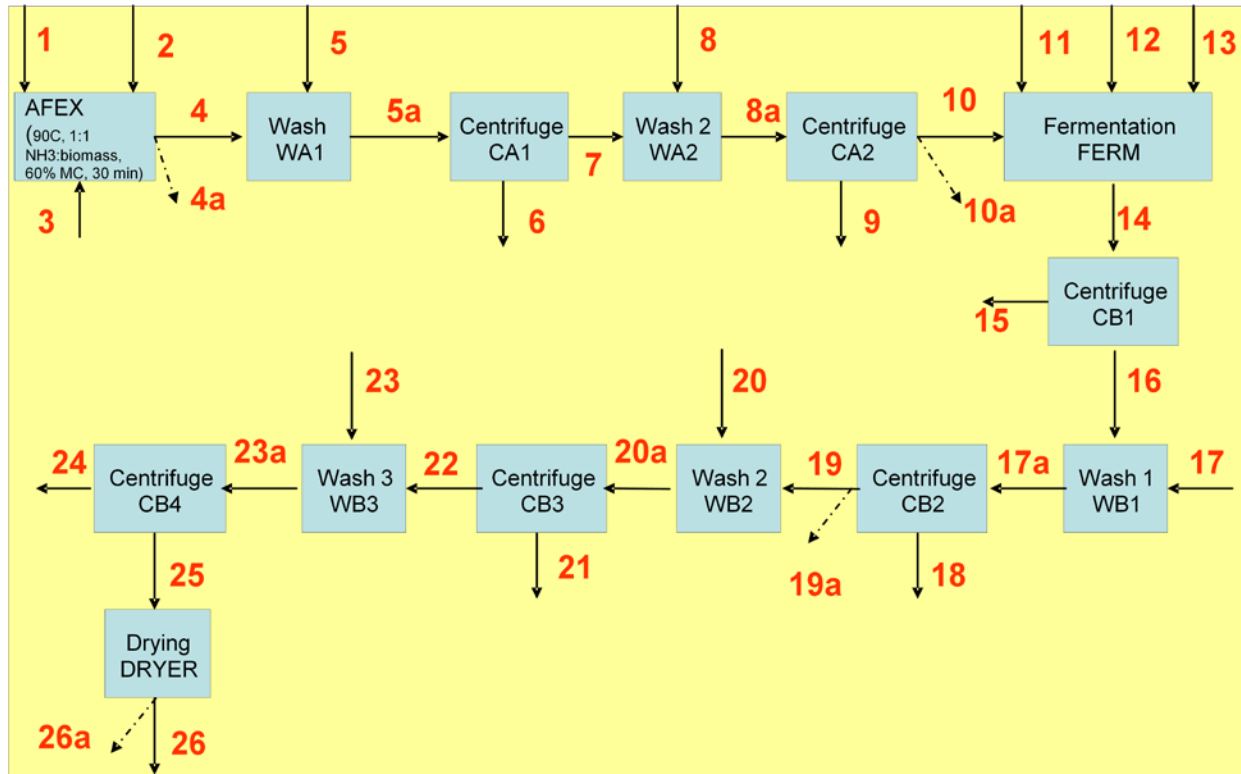 1
2
5
8
11
12
13
AFEX
(90C, 1:1
NH3:biomass,
60% MC, 30 min)
4
Wash
WA1
5a
Centrifuge
CA1
7
Wash 2
WA2
8a
Centrifuge
CA2
10
Fermentation
FERM
3
4a
6
9
10a
14
15
Centrifuge
CB1
23
20
16
24
Centrifuge
CB4
23a
Wash 3
WB3
22
Centrifuge
CB3
20a
Wash 2
WB2
19
Centrifuge
CB2
17a
Wash 1
WB1
17
25
21
19a
18
Drying
DRYER
26a
26